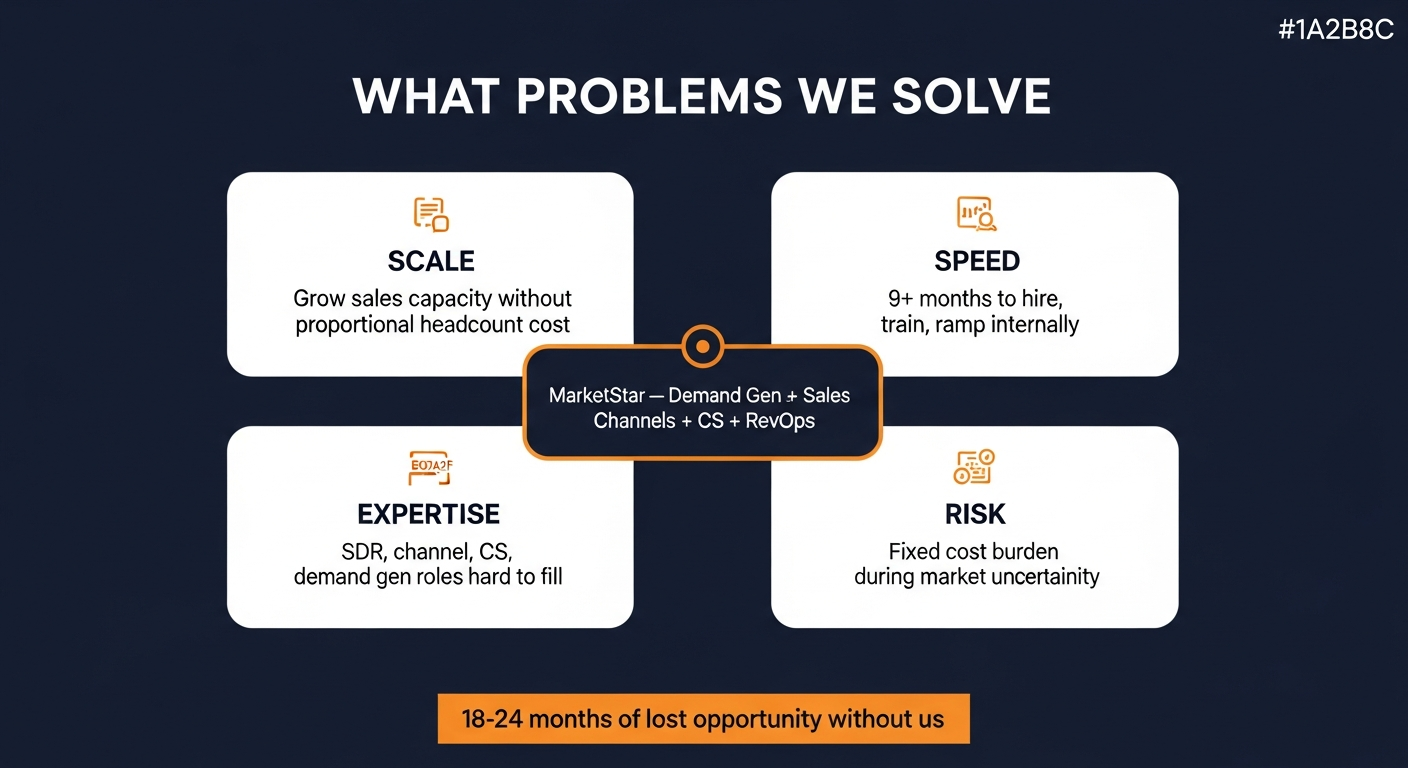 #1A2B8C
WHAT PROBLEMS WE SOLVE
SCALE
Grow sales capacity without
proportional headcount cost
SPEED
9+ months to hire,
train, ramp internally
MarketStar — Demand Gen + Sales
Channels + CS + RevOps
EXPERTISE
SDR, channel, CS,
demand gen roles hard to fill
RISK
Fixed cost burden
during market uncertainity
18-24 months of lost opportunity without us